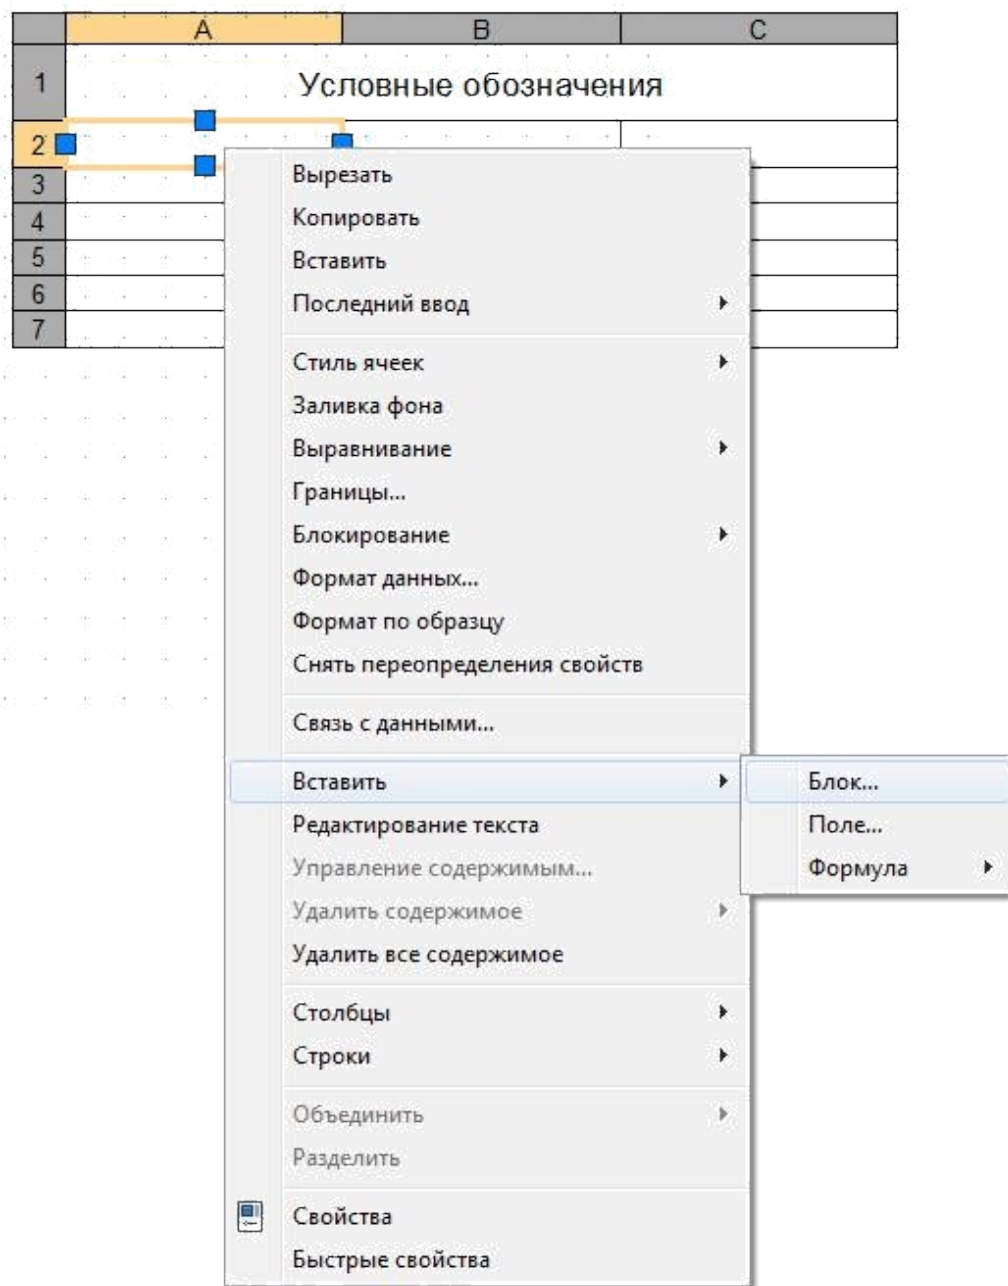 A B C
1 Условные обозначения
2
3
4
5
6
7
Вырезать
Копировать
Вставить
Последний ввод
Стиль ячеек
Заливка фона
Выравнивание
Границы...
Блокирование
Формат данных...
Формат по образцу
Снять переопределения свойств
Связь с данными...
Вставить
Блок...
Редактирование текста
Поле...
Управление содержимым...
Формула
Удалить содержимое
Удалить все содержимое
Столбцы
Строки
Объединить
Разделить
Свойства
Быстрые свойства